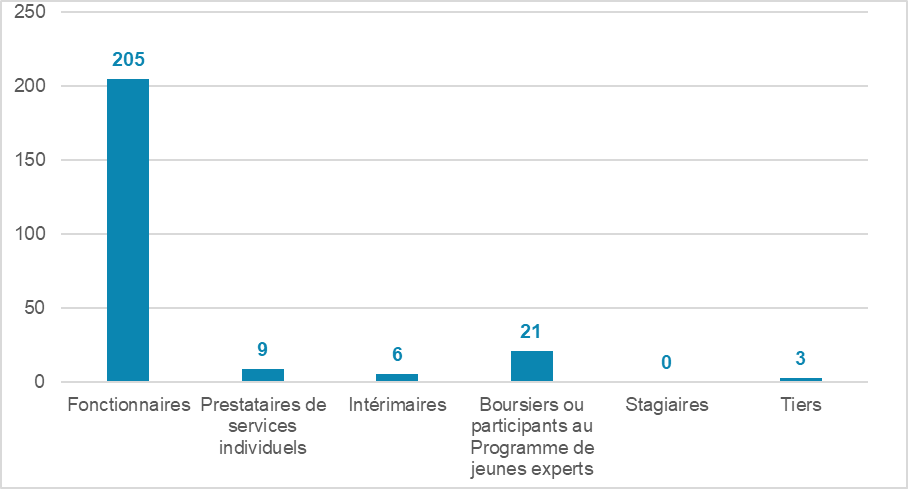 250
205
200
150
100
50
21
9
6
0
3
0
Fonctionnaires
Prestataires de
services
individuels
Intérimaires
Boursiers ou
participants au
Programme de
jeunes experts
Stagiaires
Tiers